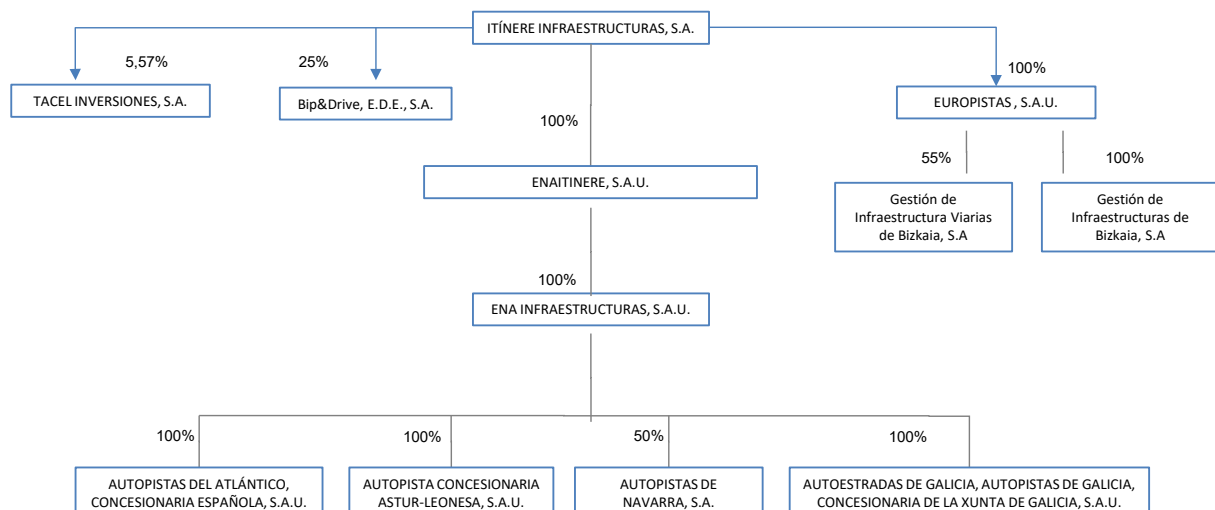 ITÍNERE INFRAESTRUCTURAS, S.A.
5,57%
25%
100%
TACEL INVERSIONES, S.A.
Bip&Drive, E.D.E., S.A.
EUROPISTAS , S.A.U.
100%
55%
100%
ENAITINERE, S.A.U.
Gestión de
Infraestructura Viarias
de Bizkaia, S.A
Gestión de
Infraestructuras de
Bizkaia, S.A
100%
ENA INFRAESTRUCTURAS, S.A.U.
100%
100%
50%
100%
AUTOPISTAS DEL ATLÁNTICO,
CONCESIONARIA ESPAÑOLA, S.A.U.
AUTOPISTA CONCESIONARIA
ASTUR-LEONESA, S.A.U.
AUTOPISTAS DE
NAVARRA, S.A.
AUTOESTRADAS DE GALICIA, AUTOPISTAS DE GALICIA,
CONCESIONARIA DE LA XUNTA DE GALICIA, S.A.U.